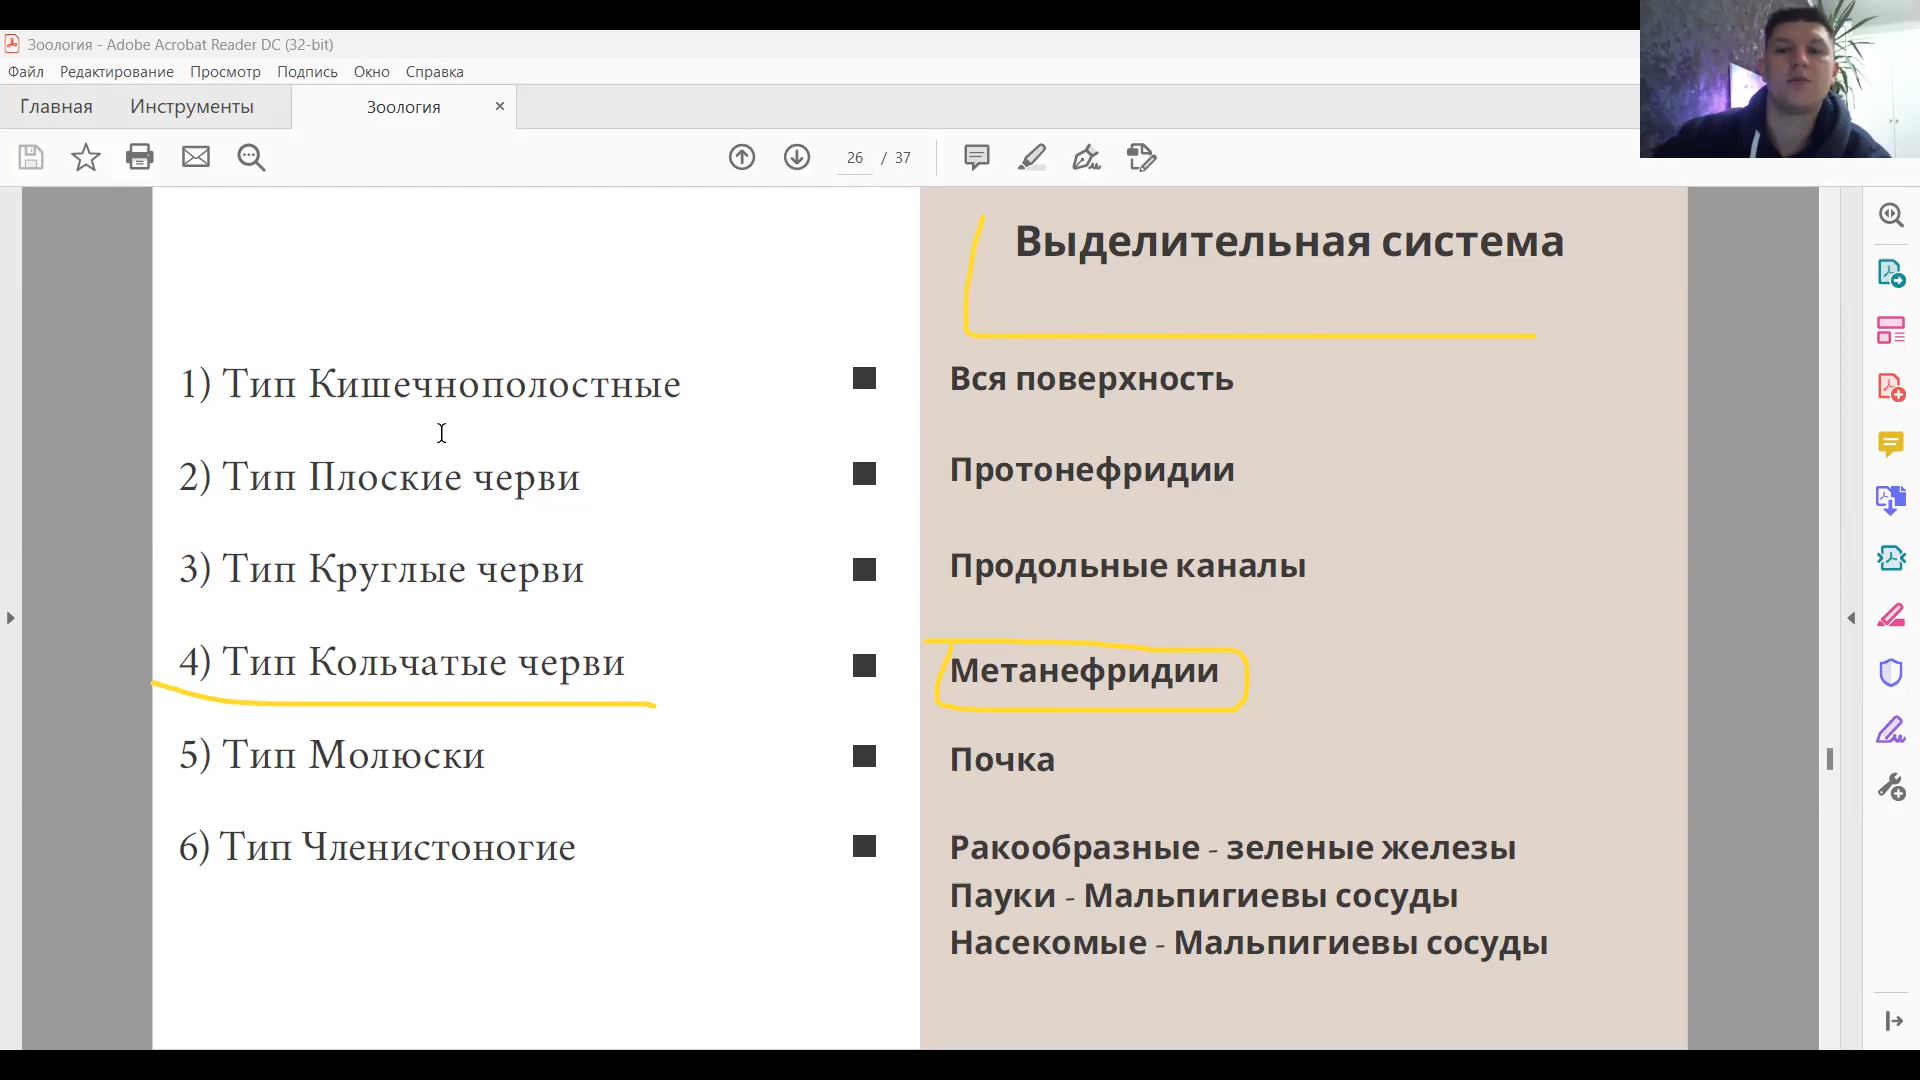 Зоология - Adobe Acrobat Reader DC (32-bit)
Файл Редактирование Просмотр Подпись Окно Справка
Главная Инструменты Зоология ×
26 / 37
Выделительная система
1) Тип Кишечнополостные
Вся поверхность
2) Тип Плоские черви
Протонефридии
3) Тип Круглые черви
Продольные каналы
4) Тип Кольчатые черви
Метанефридии
5) Тип Молюски
Почка
6) Тип Членистоногие
Ракообразные - зеленые железы
Пауки - Мальпигиевы сосуды
Насекомые - Мальпигиевы сосуды